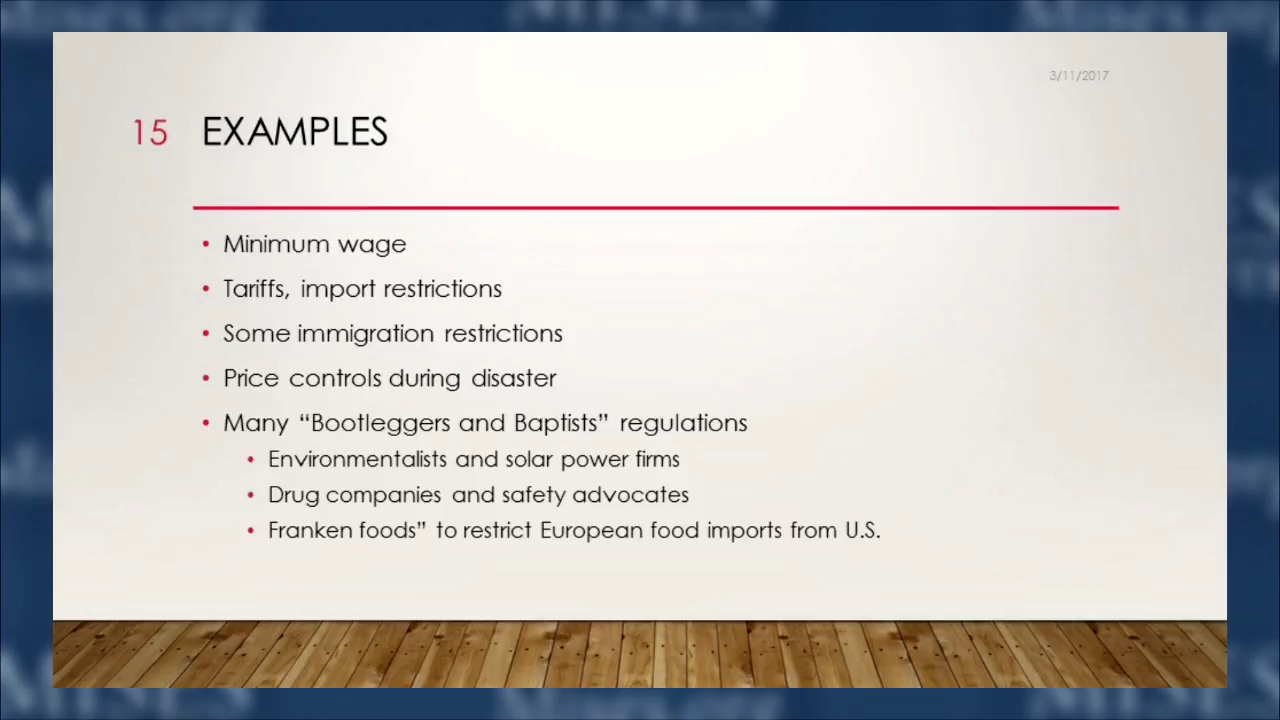 3/11/2017
15 EXAMPLES
• Minimum wage
• Tariffs, import restrictions
• Some immigration restrictions
• Price controls during disaster
• Many “Bootleggers and Baptists” regulations
• Environmentalists and solar power firms
• Drug companies and safety advocates
• Franken foods” to restrict European food imports from U.S.